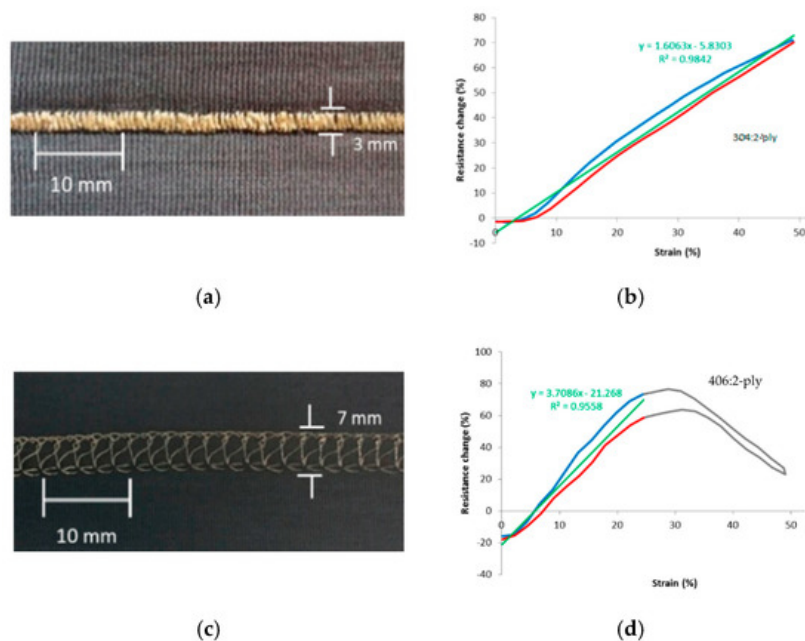 10 mm
3 mm
(a)
80
70
60
50
40
30
20
10
0
-10
Resistance change (%)
y = 1.6063x - 5.8303
R² = 0.9842
304:2-ply
0 10 20 30 40 50
Strain (%)
(b)
7 mm
10 mm
(c)
100
80
60
40
20
0
-20
-40
Resistance change (%)
y = 3.7086x - 21.268
R² = 0.9558
406:2-ply
0 10 20 30 40 50
Strain (%)
(d)